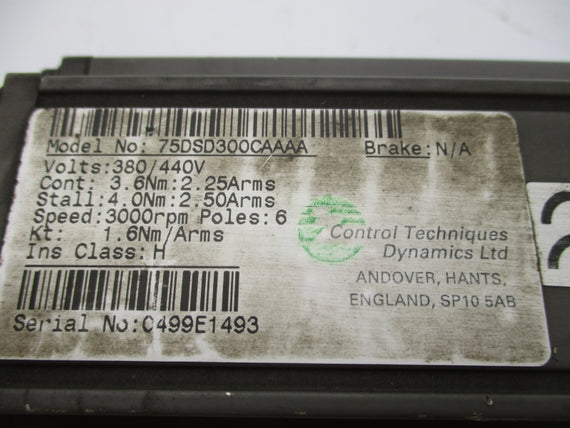 Model No: 75DSD300CAAAA Brake: N/A
Volts:380/440V
Cont: 3.6Nm:2.25Arms
Stall:4.0Nm:2.50Arms
Speed:3000rpm Poles:6
Kt: 1.6Nm/Arms
Ins Class:H
Control Techniques
Dynamics Ltd
ANDOVER, HANTS,
ENGLAND, SP10 5AB
Serial No:C499E1493